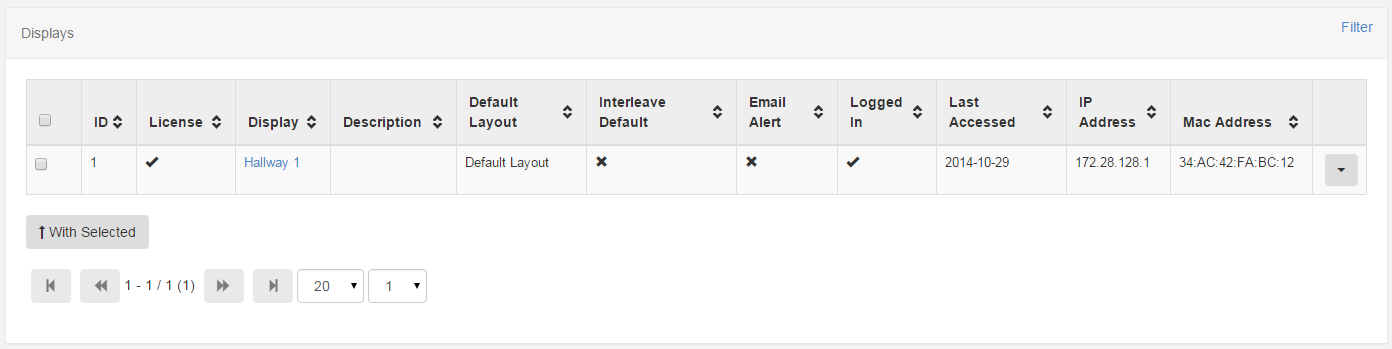 Displays
Filter
ID License Display Description Default Layout Interleave Default Email Alert Logged In Last Accessed IP Address Mac Address
1 Hallway 1 Default Layout 2014-10-29 172.28.128.1 34:AC:42:FA:BC:12
With Selected
1 - 1 / 1 (1) 20 1